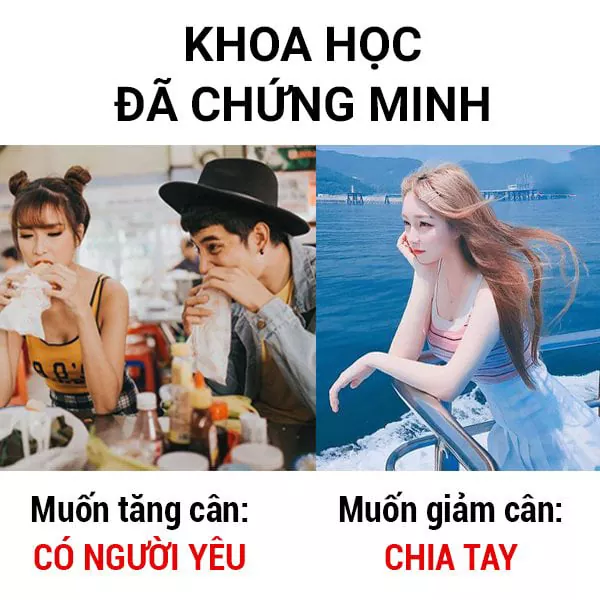 KHOA HỌC
ĐÃ CHỨNG MINH
Muốn tăng cân:
CÓ NGƯỜI YÊU
Muốn giảm cân:
CHIA TAY